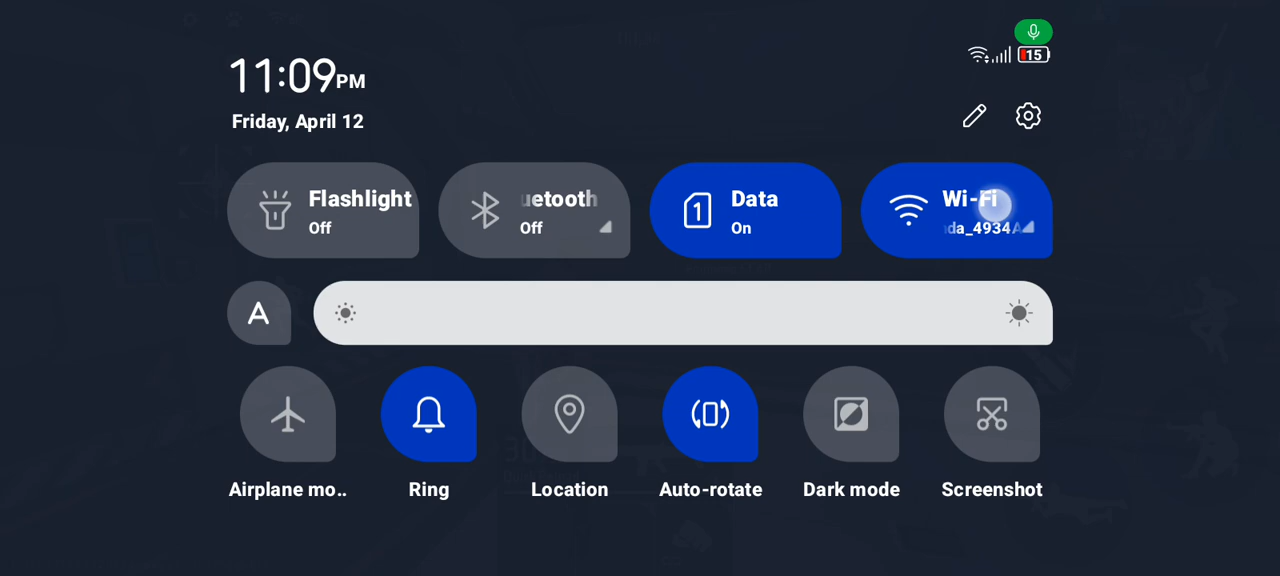 15
11:09PM
Friday, April 12
Flashlight
Off
uetooth
Off
1
Data
On
Wi-Fi
da_4934A
A
Airplane mo..
Ring
Location
Auto-rotate
Dark mode
Screenshot